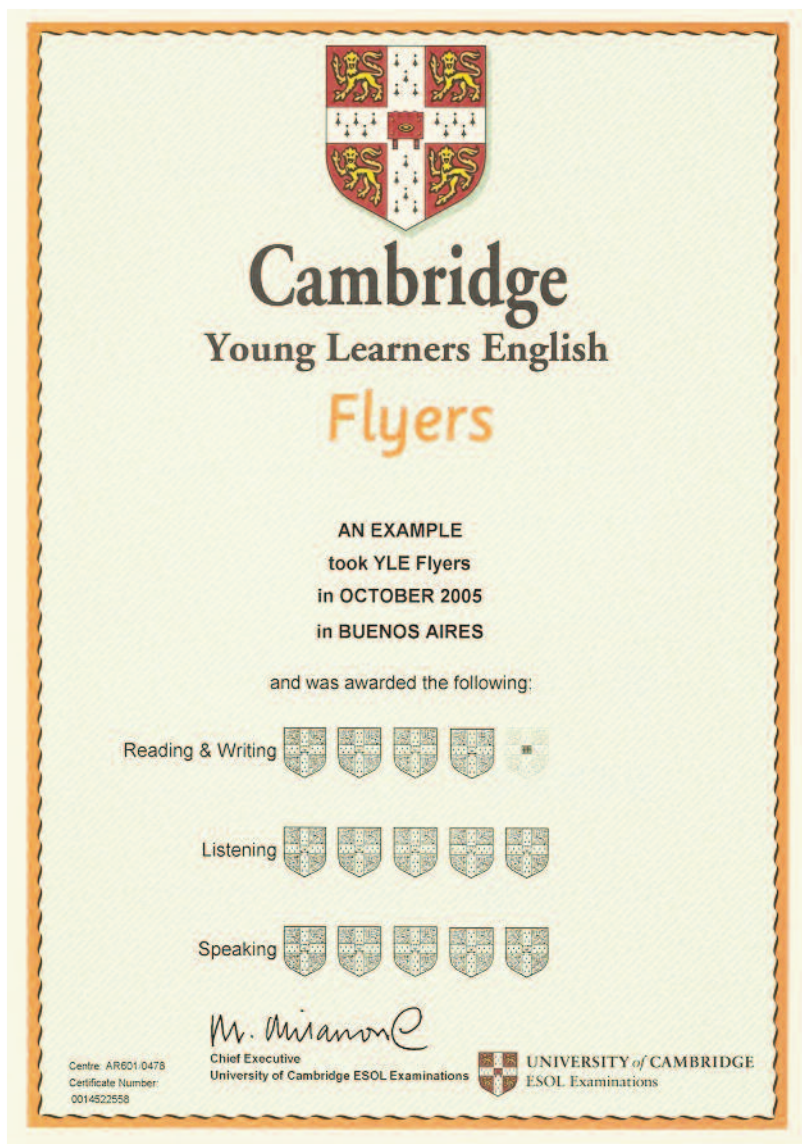 Cambridge
Young Learners English
Flyers
AN EXAMPLE
took YLE Flyers
in OCTOBER 2005
in BUENOS AIRES
and was awarded the following:
Reading & Writing
Listening
Speaking
Centre: AR601/0478
Certificate Number:
0014522558
Chief Executive
University of Cambridge ESOL Examinations
UNIVERSITY of CAMBRIDGE
ESOL Examinations